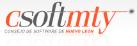 csoftmty
CONSEJO DE SOFTWARE DE NUEVO LEÓN